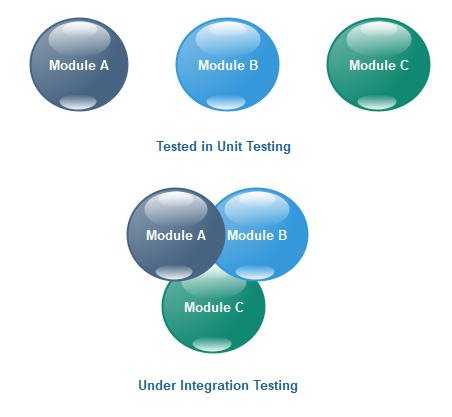 Module A
Module B
Module C
Tested in Unit Testing
Module A
Module B
Module C
Under Integration Testing